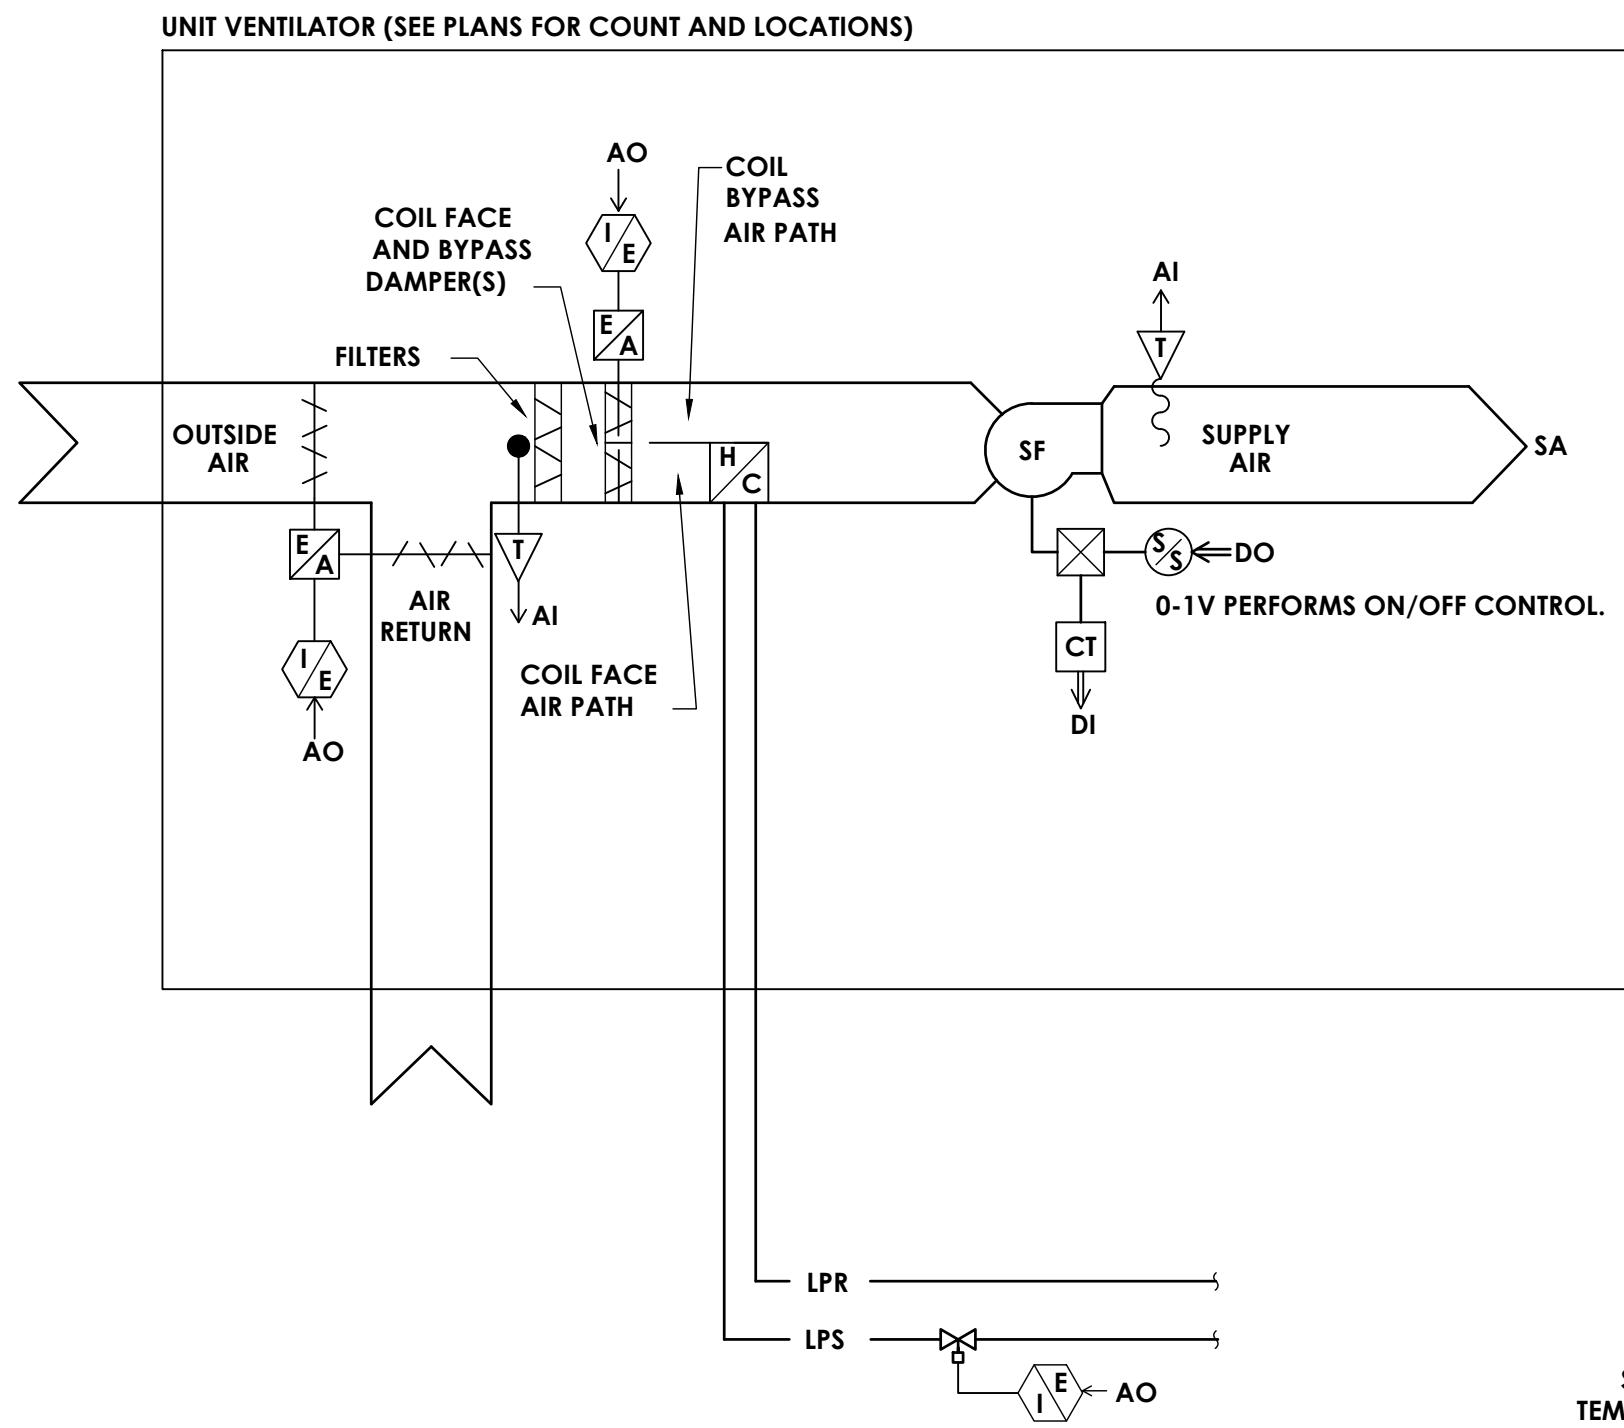 UNIT VENTILATOR (SEE PLANS FOR COUNT AND LOCATIONS)
AO
COIL
BYPASS
AIR PATH
COIL FACE
AND BYPASS
DAMPER(S)
I/E
E/A
FILTERS
AI
T
OUTSIDE
AIR
H/C
SF
SUPPLY
AIR
SA
E/A
T
AI
AIR
RETURN
S/S
DO
0-1V PERFORMS ON/OFF CONTROL.
CT
DI
I/E
AO
COIL FACE
AIR PATH
LPR
LPS
I/E
AO
TEM